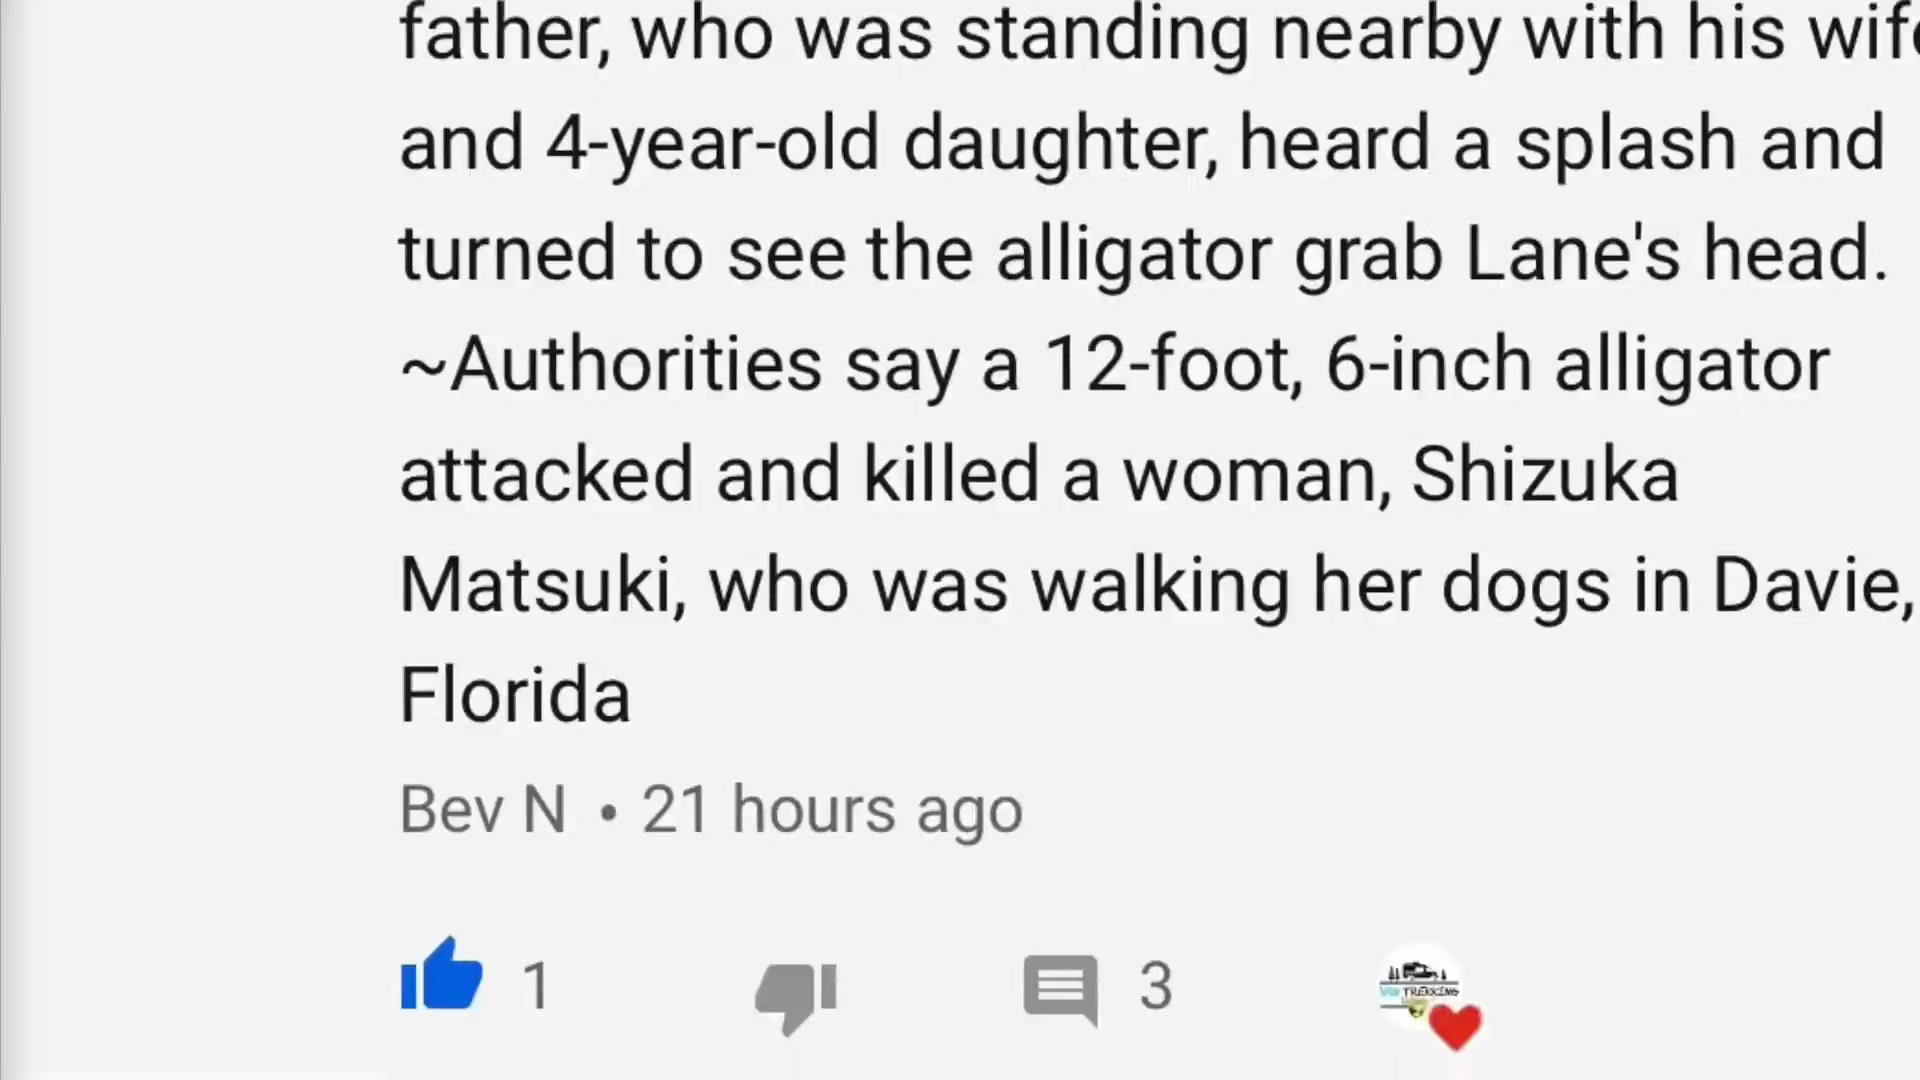 father, who was standing nearby with his wife
and 4-year-old daughter, heard a splash and
turned to see the alligator grab Lane's head.
~Authorities say a 12-foot, 6-inch alligator
attacked and killed a woman, Shizuka
Matsuki, who was walking her dogs in Davie,
Florida
Bev N • 21 hours ago
1
3
TREKKING